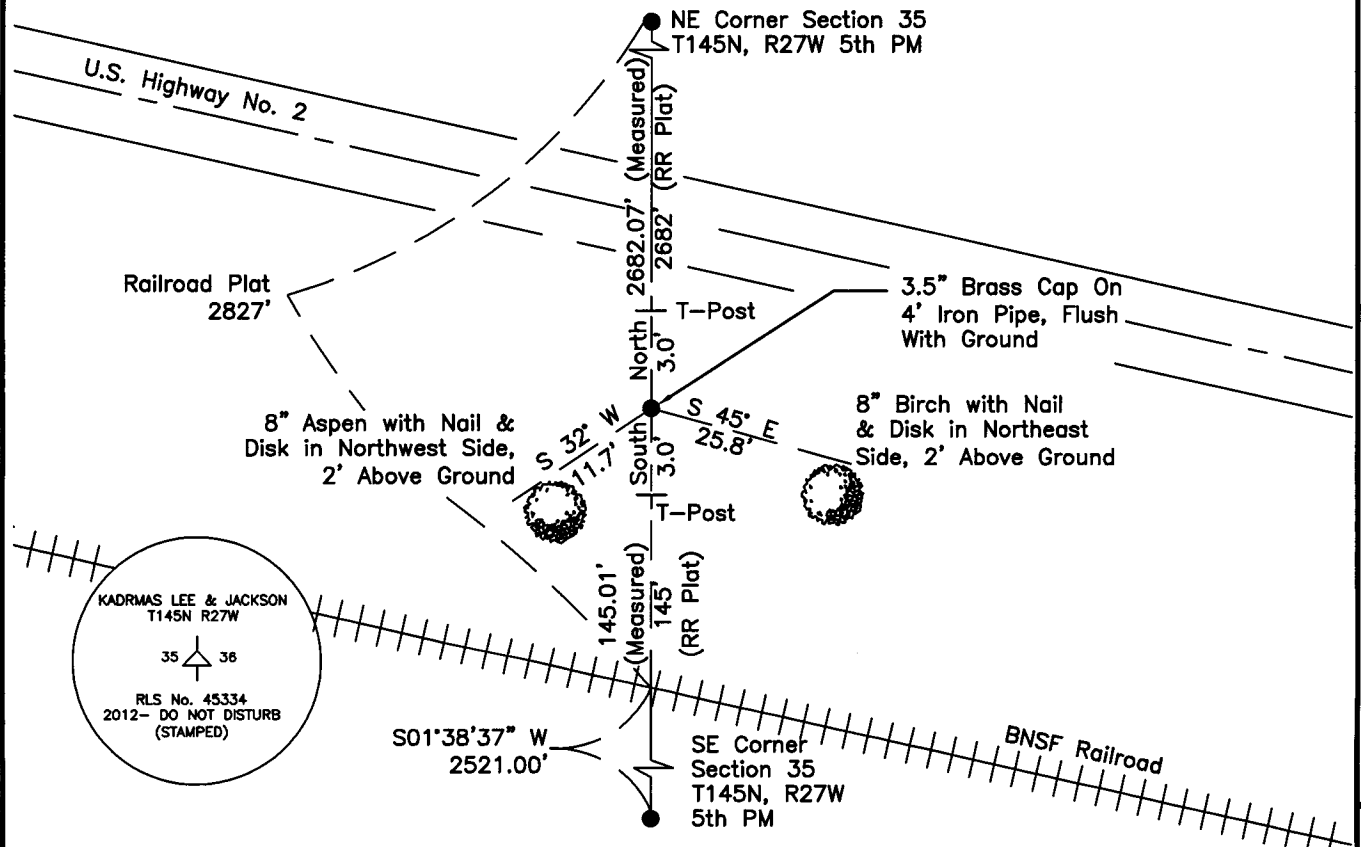 NE Corner Section 35
T145N, R27W 5th PM
U.S. Highway No. 2
2682.07' (Measured)
2682' (RR Plat)
Railroad Plat
2827'
T-Post
North
3.0'
3.5" Brass Cap On
4' Iron Pipe, Flush
With Ground
8" Aspen with Nail &
Disk in Northwest Side,
2' Above Ground
S 32° W
11.7'
South
3.0'
S 45° E
25.8'
8" Birch with Nail
& Disk in Northeast
Side, 2' Above Ground
T-Post
145.01'
(Measured)
145'
(RR Plat)
KADRMAS LEE & JACKSON
T145N R27W
35 36
RLS No. 45334
2012- DO NOT DISTURB
(STAMPED)
S01°38'37" W
2521.00'
SE Corner
Section 35
T145N, R27W
5th PM
BNSF Railroad